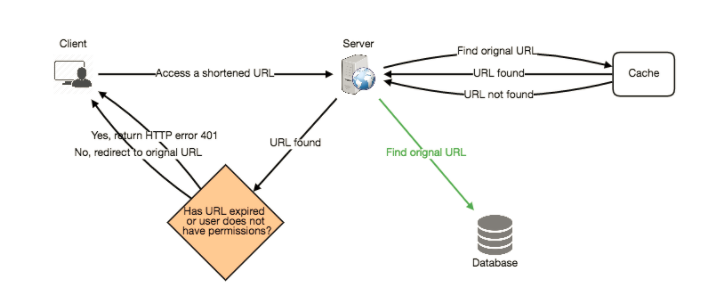 Client
Server
Access a shortened URL
Find orignal URL
URL found
URL not found
Cache
Yes, return HTTP error 401
No, redirect to orignal URL
URL found
Find orignal URL
Has URL expired
or user does not
have permissions?
Database